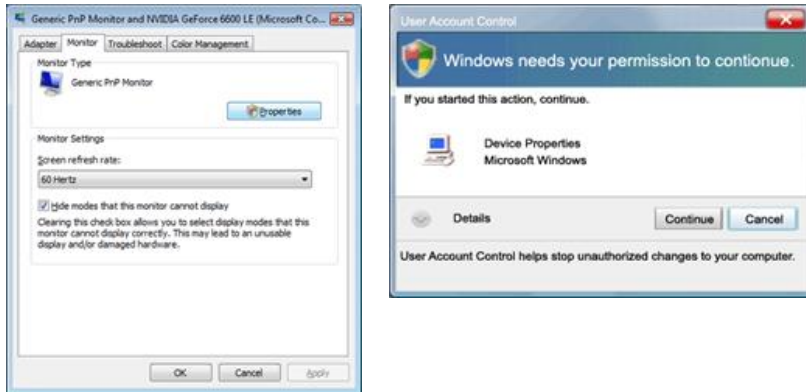 Generic PnP Monitor and NVIDIA GeForce 6600 LE (Microsoft Co...
Adapter Monitor Troubleshoot Color Management
Monitor Type
Generic PnP Monitor
Properties
Monitor Settings
Screen refresh rate:
60 Hertz
Hide modes that this monitor cannot display
Clearing this check box allows you to select display modes that this
monitor cannot display correctly. This may lead to an unusable
display and/or damaged hardware.
OK Cancel Apply
User Account Control
Windows needs your permission to contionue.
If you started this action, continue.
Device Properties
Microsoft Windows
Details Continue Cancel
User Account Control helps stop unauthorized changes to your computer.